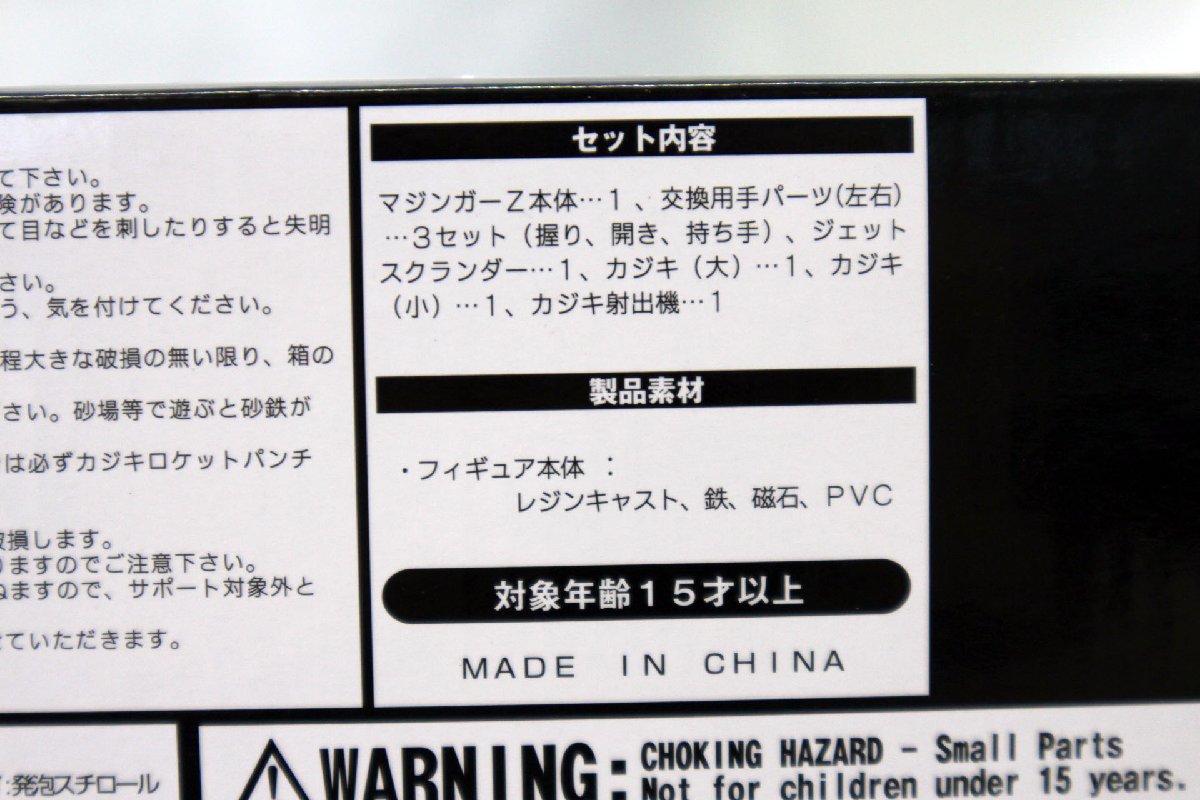 て下さい。
険があります。
て目などを刺したりすると失明
さい。
う、気を付けてください。
程大きな破損の無い限り、箱の
さい。砂場等で遊ぶと砂鉄が
は必ずカジキロケットパンチ
破損します。
りますのでご注意下さい。
ねますので、サポート対象外と
せていただきます。
セット内容
マジンガーZ本体…1、交換用手パーツ(左右)
…3セット（握り、開き、持ち手）、ジェット
スクランダー…1、カジキ（大）…1、カジキ
（小）…1、カジキ射出機…1
製品素材
・フィギュア本体　：
レジンキャスト、鉄、磁石、PVC
対象年齢15才以上
MADE IN CHINA
：発泡スチロール
WARNING:
CHOKING HAZARD - Small Parts
Not for children under 15 years.